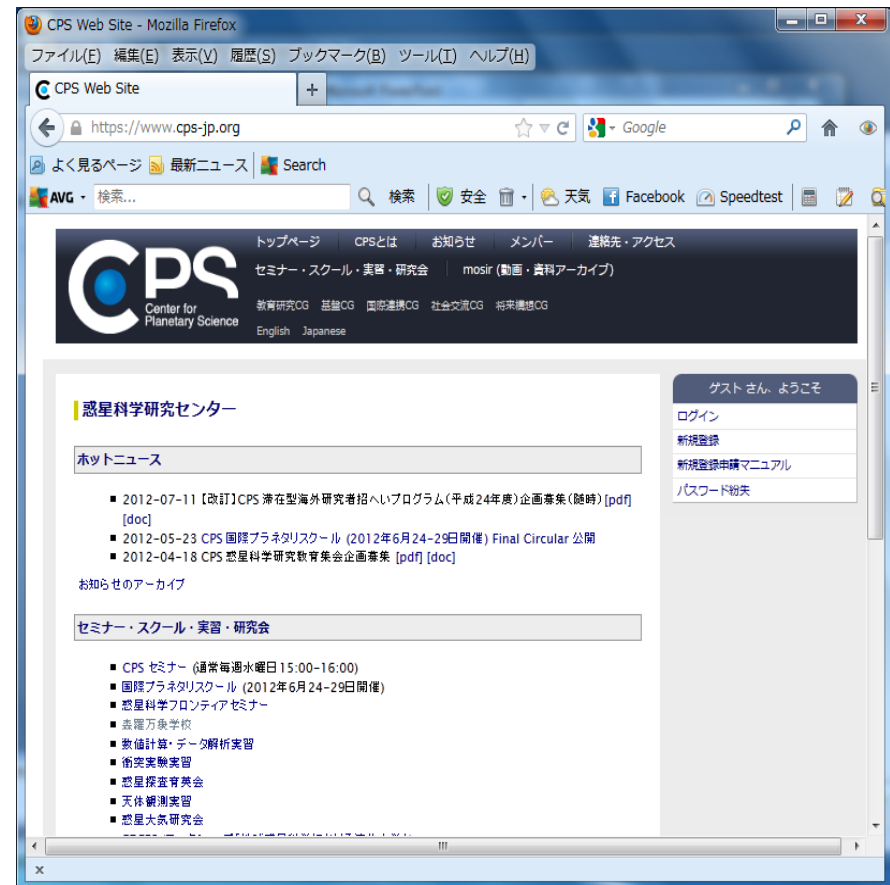 CPS Web Site - Mozilla Firefox
ファイル(F) 編集(E) 表示(V) 履歴(S) ブックマーク(B) ツール(T) ヘルプ(H)
CPS Web Site +
https://www.cps-jp.org Google
よく見るページ 最新ニュース Search
AVG 検索... 検索 安全 天気 Facebook Speedtest
CPS Center for Planetary Science
トップページ CPSとは お知らせ メンバー 連絡先・アクセス
セミナー・スクール・実習・研究会 mosir (動画・資料アーカイブ)
教育研究CG 基盤CG 国際連携CG 社会交流CG 将来構想CG
English Japanese
惑星科学研究センター
ホットニュース
2012-07-11 【改訂】CPS 滞在型海外研究者招へいプログラム(平成24年度)企画募集(随時) [pdf]
[doc]
2012-05-23 CPS 国際プラネタリスクール (2012年6月24-29日開催) Final Circular 公開
2012-04-18 CPS 惑星科学研究教育集会企画募集 [pdf] [doc]
お知らせのアーカイブ
セミナー・スクール・実習・研究会
CPS セミナー (通常毎週水曜日 15:00-16:00)
国際プラネタリスクール (2012年6月24-29日開催)
惑星科学フロンティアセミナー
森羅万象学校
数値計算・データ解析実習
衝突実験実習
惑星探査育英会
天体観測実習
惑星大気研究会
ゲスト さん、ようこそ
ログイン
新規登録
新規登録申請マニュアル
パスワード紛失